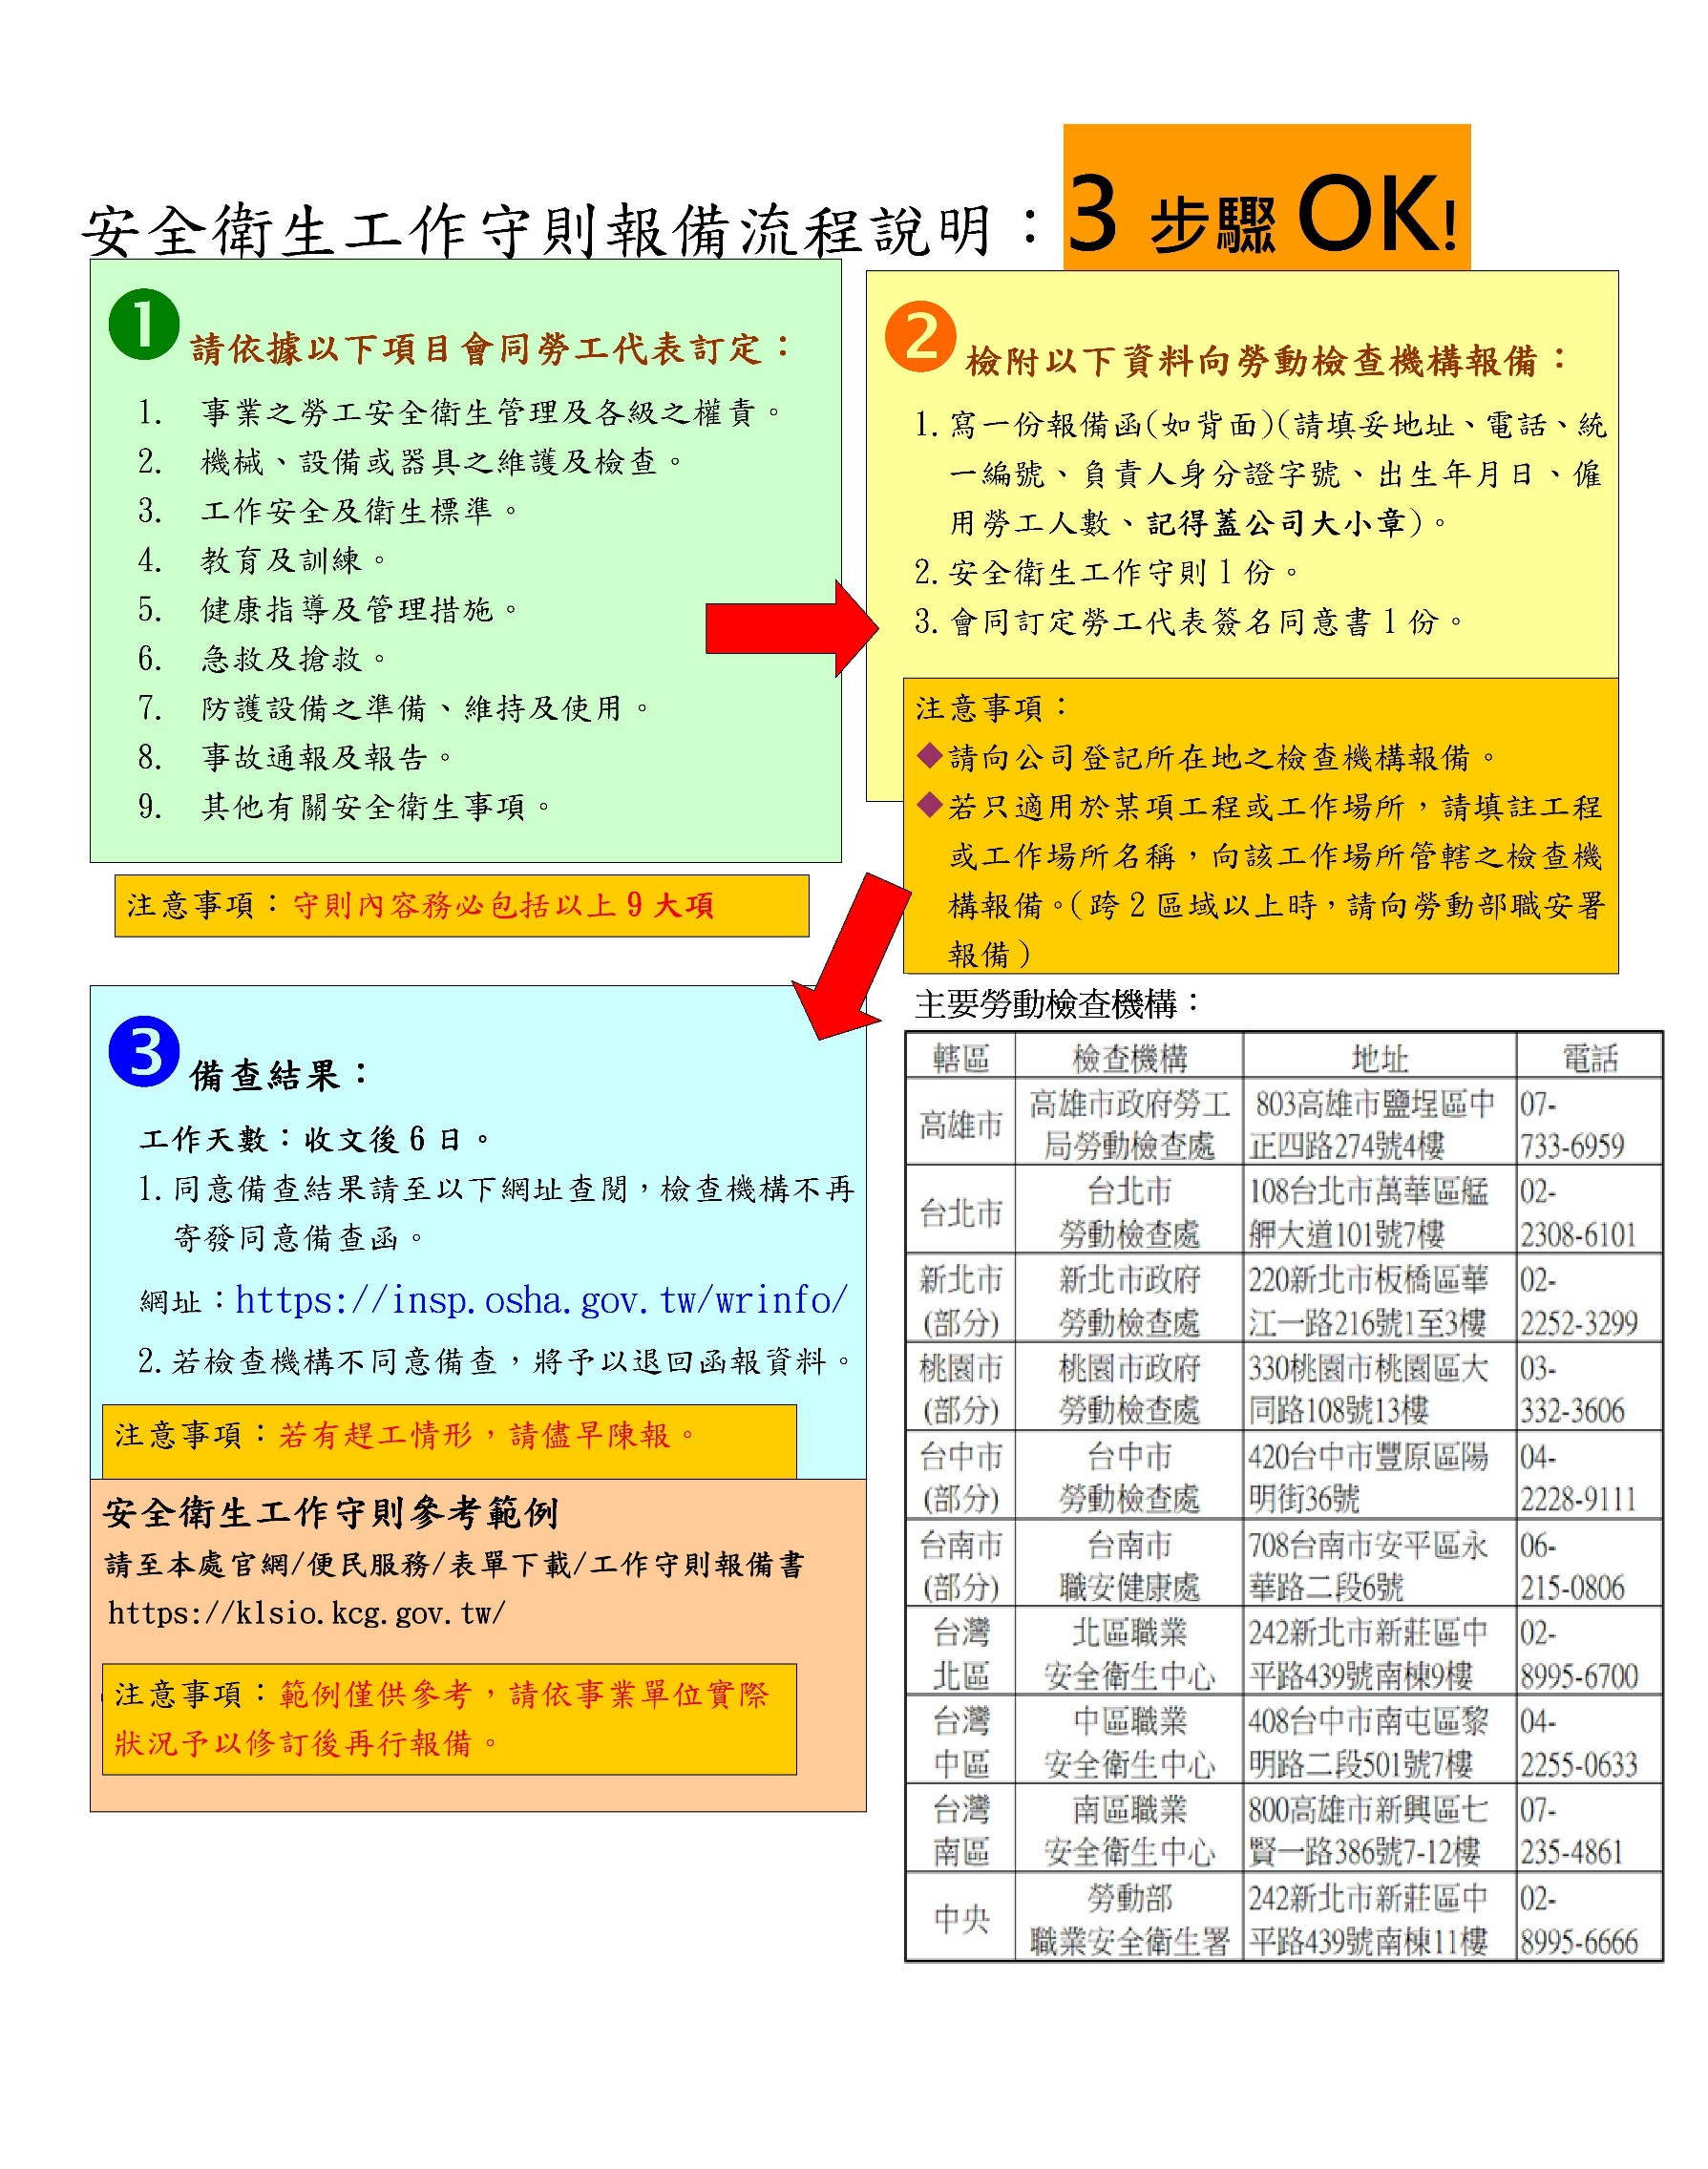 安全衛生工作守則報備流程說明：3 步驟 OK!
1 請依據以下項目會同勞工代表訂定：
1. 事業之勞工安全衛生管理及各級之權責。
2. 機械、設備或器具之維護及檢查。
3. 工作安全及衛生標準。
4. 教育及訓練。
5. 健康指導及管理措施。
6. 急救及搶救。
7. 防護設備之準備、維持及使用。
8. 事故通報及報告。
9. 其他有關安全衛生事項。
注意事項：守則內容務必包括以上 9 大項
2 檢附以下資料向勞動檢查機構報備：
1.寫一份報備函(如背面)(請填妥地址、電話、統
一編號、負責人身分證字號、出生年月日、僱
用勞工人數、記得蓋公司大小章)。
2.安全衛生工作守則 1 份。
3.會同訂定勞工代表簽名同意書 1 份。
注意事項：
◆請向公司登記所在地之檢查機構報備。
◆若只適用於某項工程或工作場所，請填註工程
或工作場所名稱，向該工作場所管轄之檢查機
構報備。（跨 2 區域以上時，請向勞動部職安署
報備）
3 備查結果：
工作天數：收文後 6 日。
1.同意備查結果請至以下網址查閱，檢查機構不再
寄發同意備查函。
網址：https://insp.osha.gov.tw/wrinfo/
2.若檢查機構不同意備查，將予以退回函報資料。
注意事項：若有趕工情形，請儘早陳報。
安全衛生工作守則參考範例
請至本處官網/便民服務/表單下載/工作守則報備書
https://klsio.kcg.gov.tw/
注意事項：範例僅供參考，請依事業單位實際
狀況予以修訂後再行報備。
主要勞動檢查機構：
轄區 檢查機構 地址 電話
高雄市 高雄市政府勞工 803高雄市鹽埕區中 07-
局勞動檢查處 正四路274號4樓 733-6959
台北市 台北市 108台北市萬華區艋 02-
勞動檢查處 舺大道101號7樓 2308-6101
新北市 新北市政府 220新北市板橋區華 02-
(部分) 勞動檢查處 江一路216號1至3樓 2252-3299
桃園市 桃園市政府 330桃園市桃園區大 03-
(部分) 勞動檢查處 同路108號13樓 332-3606
台中市 台中市 420台中市豐原區陽 04-
(部分) 勞動檢查處 明街36號 2228-9111
台南市 台南市 708台南市安平區永 06-
(部分) 職安健康處 華路二段6號 215-0806
台灣 北區職業 242新北市新莊區中 02-
北區 安全衛生中心 平路439號南棟9樓 8995-6700
台灣 中區職業 408台中市南屯區黎 04-
中區 安全衛生中心 明路二段501號7樓 2255-0633
台灣 南區職業 800高雄市新興區七 07-
南區 安全衛生中心 賢一路386號7-12樓 235-4861
中央 勞動部 242新北市新莊區中 02-
職業安全衛生署 平路439號南棟11樓 8995-6666